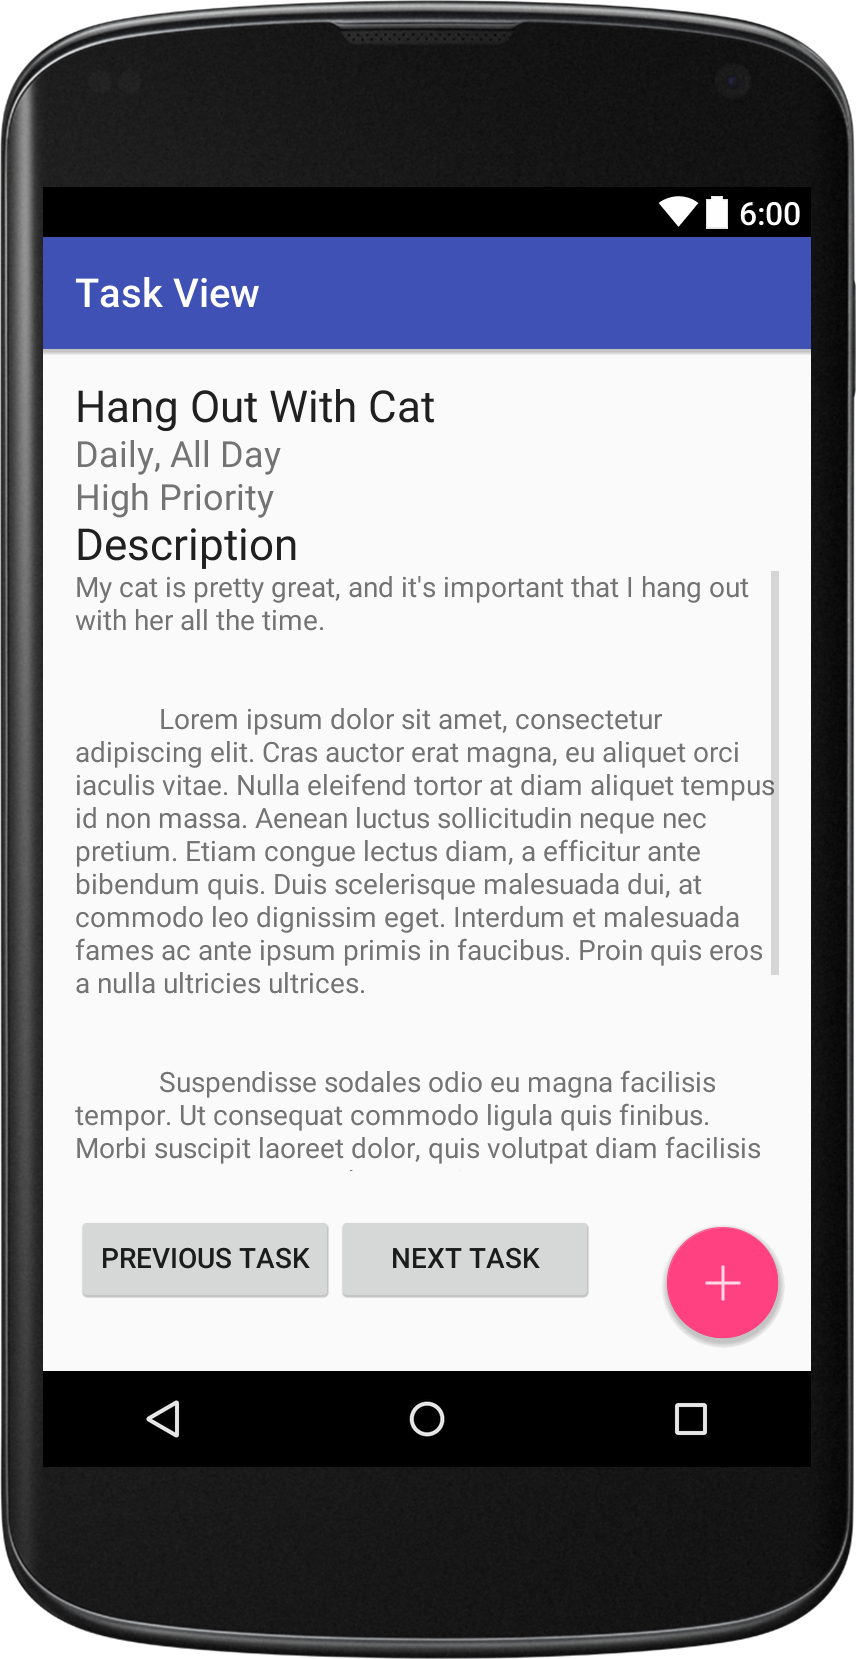 6:00
Task View
Hang Out With Cat
Daily, All Day
High Priority
Description
My cat is pretty great, and it's important that I hang out
with her all the time.
Lorem ipsum dolor sit amet, consectetur
adipiscing elit. Cras auctor erat magna, eu aliquet orci
iaculis vitae. Nulla eleifend tortor at diam aliquet tempus
id non massa. Aenean luctus sollicitudin neque nec
pretium. Etiam congue lectus diam, a efficitur ante
bibendum quis. Duis scelerisque malesuada dui, at
commodo leo dignissim eget. Interdum et malesuada
fames ac ante ipsum primis in faucibus. Proin quis eros
a nulla ultricies ultrices.
Suspendisse sodales odio eu magna facilisis
tempor. Ut consequat commodo ligula quis finibus.
Morbi suscipit laoreet dolor, quis volutpat diam facilisis
PREVIOUS TASK
NEXT TASK